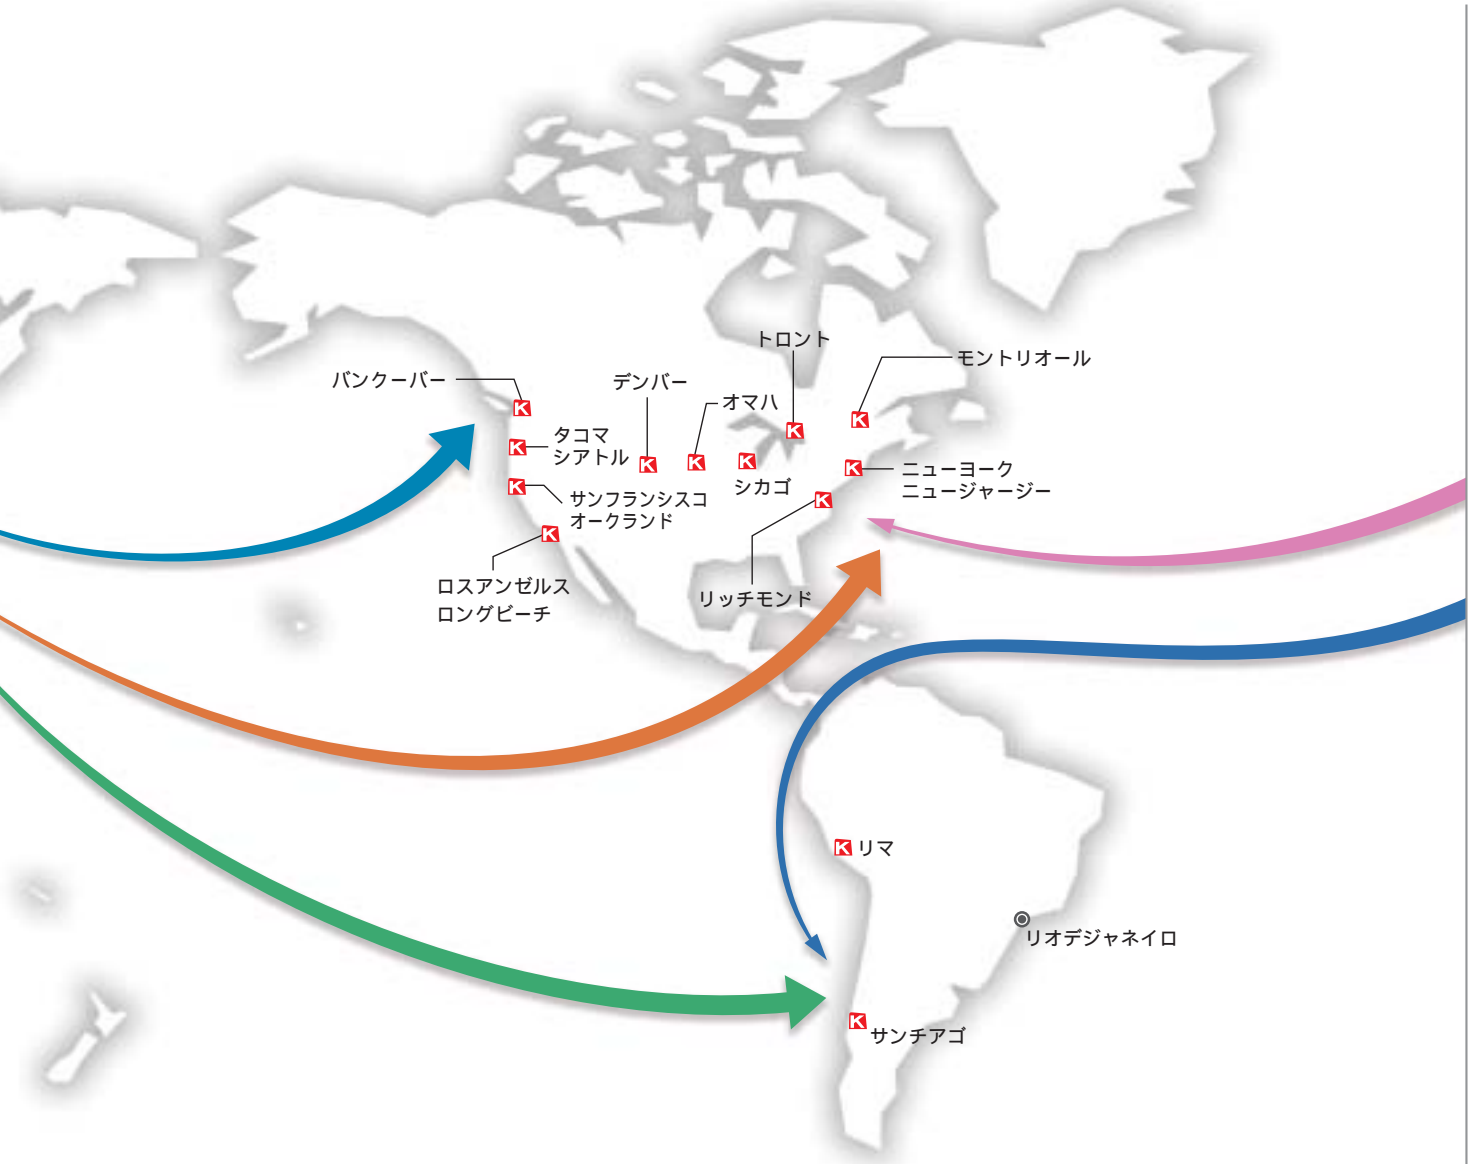 トロント
モントリオール
バンクーバー
デンバー
オマハ
タコマ
シアトル
ニューヨーク
ニュージャージー
シカゴ
サンフランシスコ
オークランド
ロスアンゼルス
ロングビーチ
リッチモンド
リマ
リオデジャネイロ
サンチアゴ
K
K
K
K
K
K
K
K
K
K
K
K
K